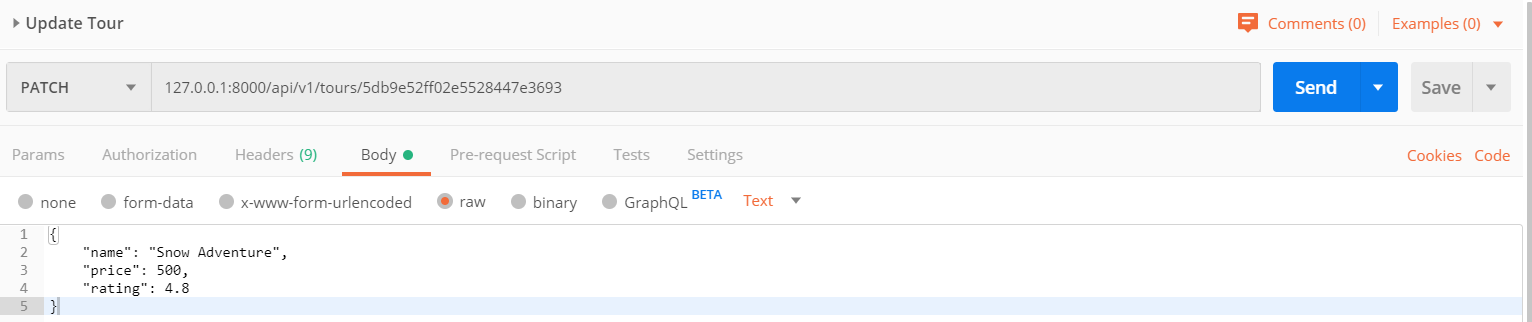 Update Tour
Comments (0)
Examples (0)
PATCH
127.0.0.1:8000/api/v1/tours/5db9e52ff02e5528447e3693
Send
Save
Params
Authorization
Headers (9)
Body
Pre-request Script
Tests
Settings
Cookies
Code
none
form-data
x-www-form-urlencoded
raw
binary
GraphQL BETA
Text
1 {
2 "name": "Snow Adventure",
3 "price": 500,
4 "rating": 4.8
5 }